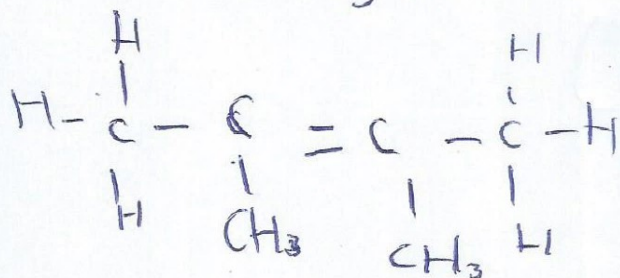 H H
H - C - C = C - C - H
H CH₃ CH₃ H